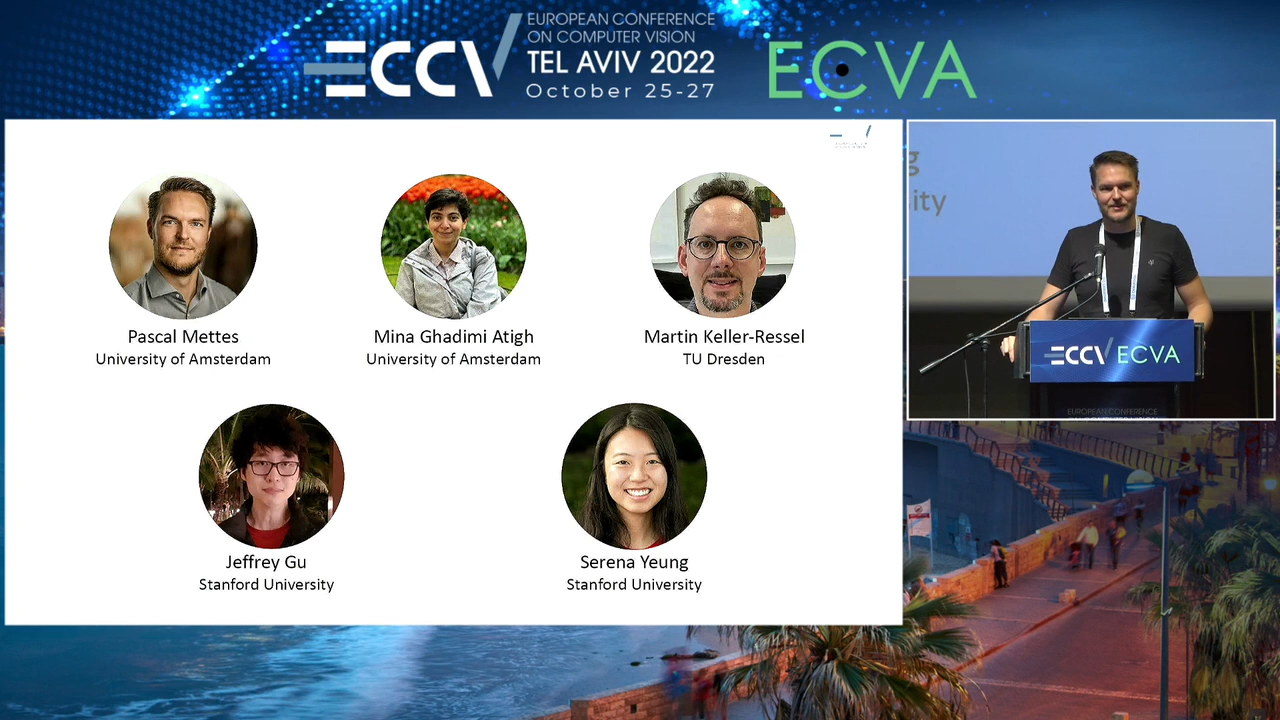 ECCV
EUROPEAN CONFERENCE
ON COMPUTER VISION
TEL AVIV 2022
October 25-27
ECVA
Pascal Mettes
University of Amsterdam
Mina Ghadimi Atigh
University of Amsterdam
Martin Keller-Ressel
TU Dresden
Jeffrey Gu
Stanford University
Serena Yeung
Stanford University
g
ity
ECCV ECVA
EUROPEAN CONFERENCE